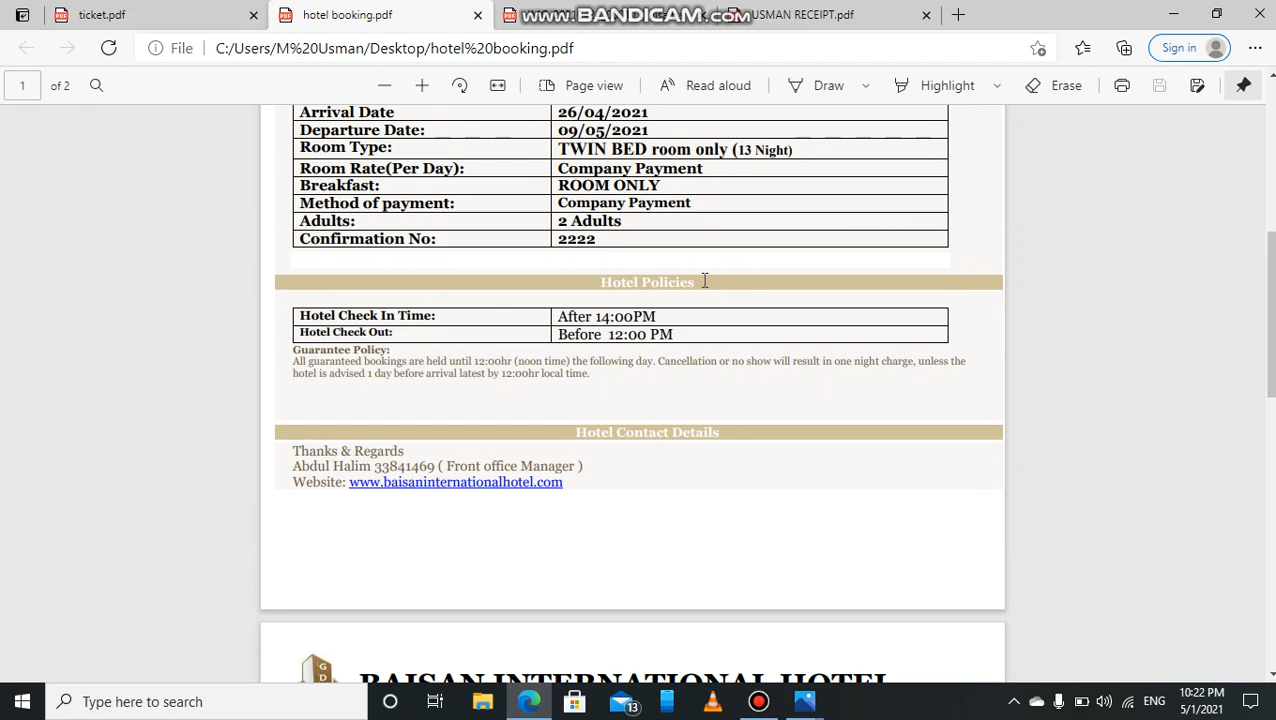 ticket.pdf
hotel booking.pdf
www.BANDICAM.com
USMAN RECEIPT.pdf
File
C:/Users/M%20Usman/Desktop/hotel%20booking.pdf
Sign in
1 of 2
Page view
Read aloud
Draw
Highlight
Erase
Arrival Date 26/04/2021
Departure Date: 09/05/2021
Room Type: TWIN BED room only (13 Night)
Room Rate(Per Day): Company Payment
Breakfast: ROOM ONLY
Method of payment: Company Payment
Adults: 2 Adults
Confirmation No: 2222
Hotel Policies
Hotel Check In Time: After 14:00PM
Hotel Check Out: Before 12:00 PM
Guarantee Policy:
All guaranteed bookings are held until 12:00hr (noon time) the following day. Cancellation or no show will result in one night charge, unless the
hotel is advised 1 day before arrival latest by 12:00hr local time.
Hotel Contact Details
Thanks & Regards
Abdul Halim 33841469 ( Front office Manager )
Website: www.baisaninternationalhotel.com
G
D
BAISAN INTERNATIONAL HOTEL
Type here to search
13
ENG
10:22 PM
5/1/2021